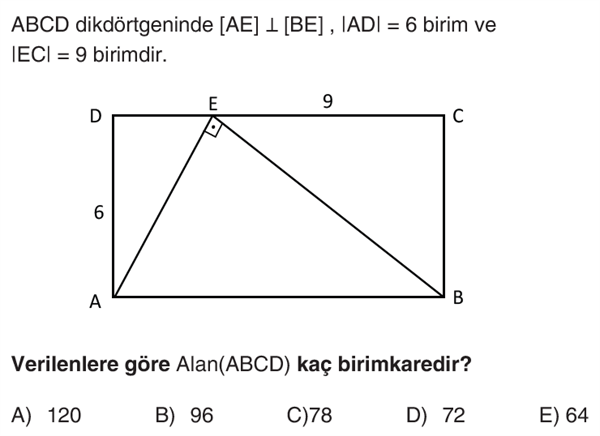 ABCD dikdörtgeninde [AE] ⊥ [BE] , |AD| = 6 birim ve
|EC| = 9 birimdir.
D E 9 C
6
A B
Verilenlere göre Alan(ABCD) kaç birimkaredir?
A) 120 B) 96 C)78 D) 72 E) 64